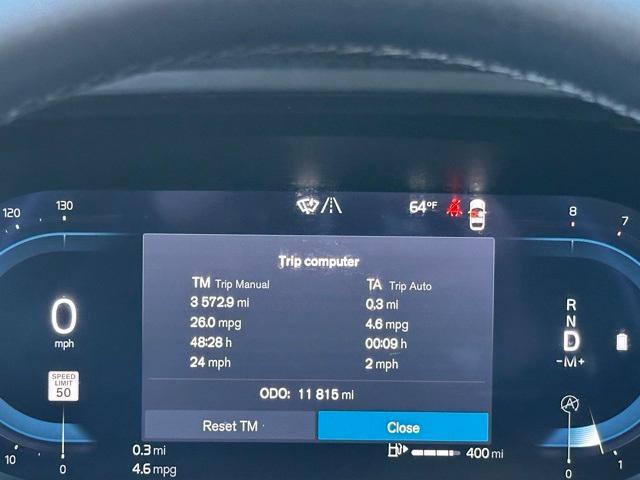 120 130
64°F
8
7
Trip computer
TM Trip Manual TA Trip Auto
3 572.9 mi 0.3 mi
26.0 mpg 4.6 mpg
48:28 h 00:09 h
24 mph 2 mph
ODO: 11 815 mi
Reset TM Close
0
mph
SPEED
LIMIT
50
R
N
D
-M+
A
10
0
0.3 mi
4.6 mpg
400 mi
0
1